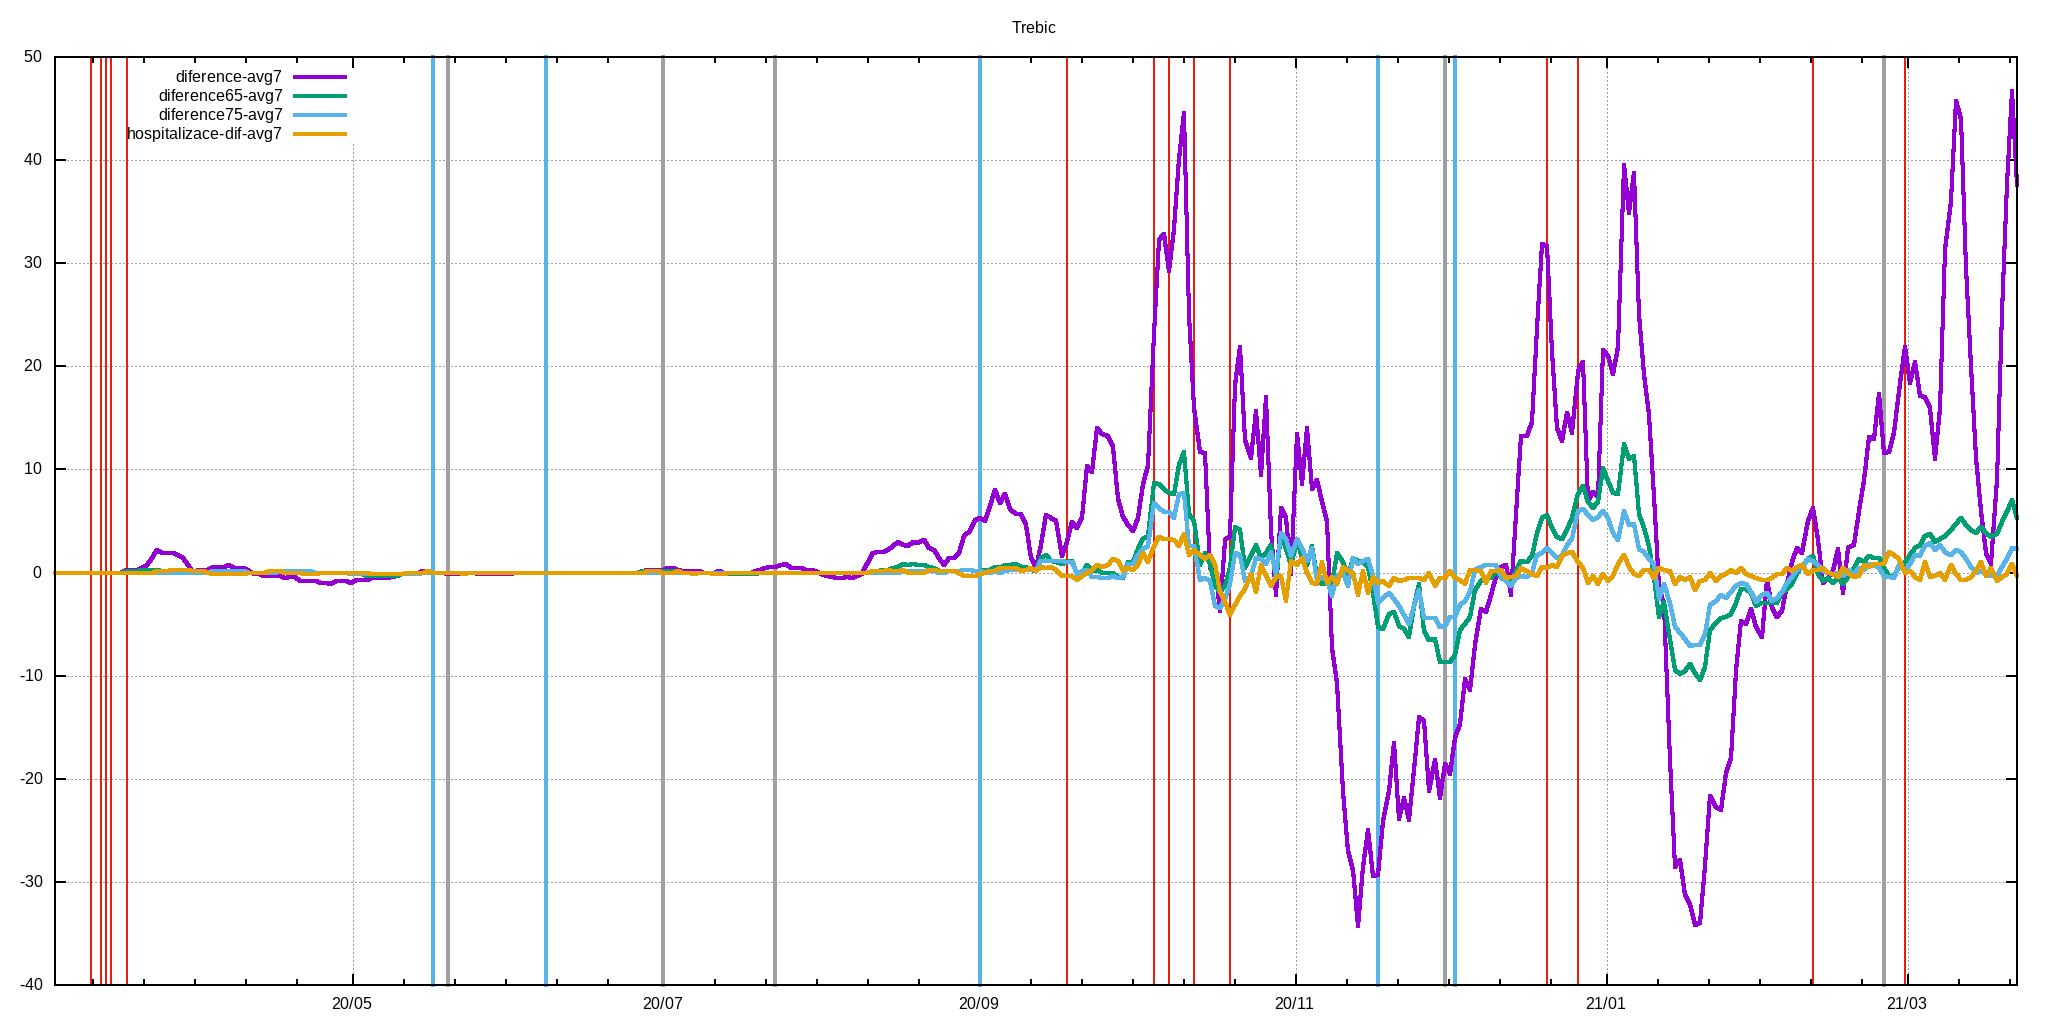 Trebic
diference-avg7
diference65-avg7
diference75-avg7
hospitalizace-dif-avg7
50
40
30
20
10
0
-10
-20
-30
-40
20/05 20/07 20/09 20/11 21/01 21/03